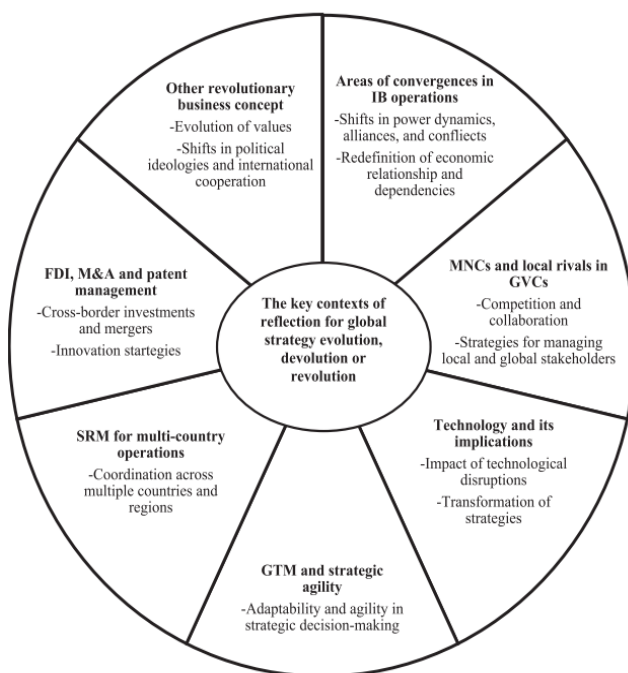 Other revolutionary
business concept
-Evolution of values
-Shifts in political
ideologies and international
cooperation
Areas of convergences in
IB operations
-Shifts in power dynamics,
alliances, and confliects
-Redefinition of economic
relationship and
dependencies
MNCs and local rivals in
GVCs
-Competition and
collaboration
-Strategies for managing
local and global stakeholders
Technology and its
implications
-Impact of technological
disruptions
-Transformation of
strategies
GTM and strategic
agility
-Adaptability and agility in
strategic decision-making
SRM for multi-country
operations
-Coordination across
multiple countries and
regions
FDI, M&A and patent
management
-Cross-border investments
and mergers
-Innovation startegies
The key contexts of
reflection for global
strategy evolution,
devolution or
revolution